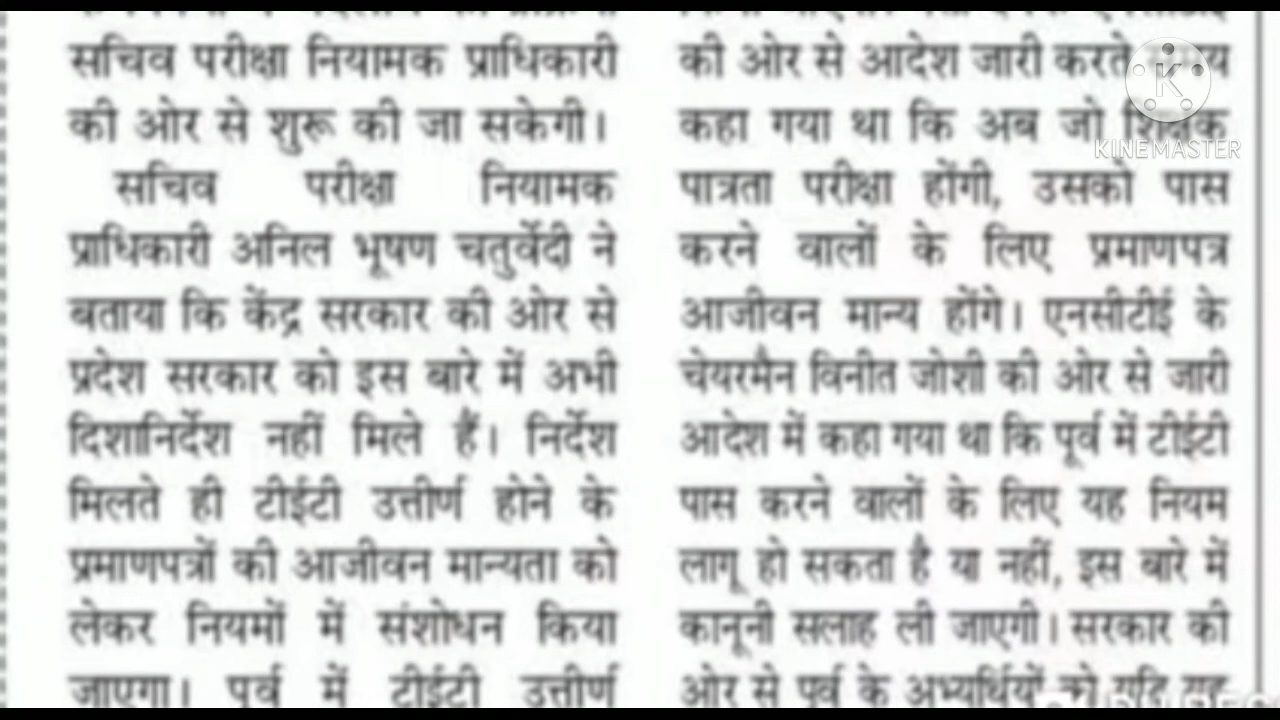 सचिव परीक्षा नियामक प्राधिकारी
की ओर से शुरू की जा सकेगी।
सचिव परीक्षा नियामक
प्राधिकारी अनिल भूषण चतुर्वेदी ने
बताया कि केंद्र सरकार की ओर से
प्रदेश सरकार को इस बारे में अभी
दिशानिर्देश नहीं मिले हैं। निर्देश
मिलते ही टीईटी उत्तीर्ण होने के
प्रमाणपत्रों की आजीवन मान्यता को
लेकर नियमों में संशोधन किया
जाएगा। पूर्व में टीईटी उत्तीर्ण
की ओर से आदेश जारी करते
कहा गया था कि अब जो शिक्षक
पात्रता परीक्षा होंगी, उसको पास
करने वालों के लिए प्रमाणपत्र
आजीवन मान्य होंगे। एनसीटीई के
चेयरमैन विनीत जोशी की ओर से जारी
आदेश में कहा गया था कि पूर्व में टीईटी
पास करने वालों के लिए यह नियम
लागू हो सकता है या नहीं, इस बारे में
कानूनी सलाह ली जाएगी। सरकार की
ओर से पूर्व के अभ्यर्थियों को यदि यह
K
KINEMASTER